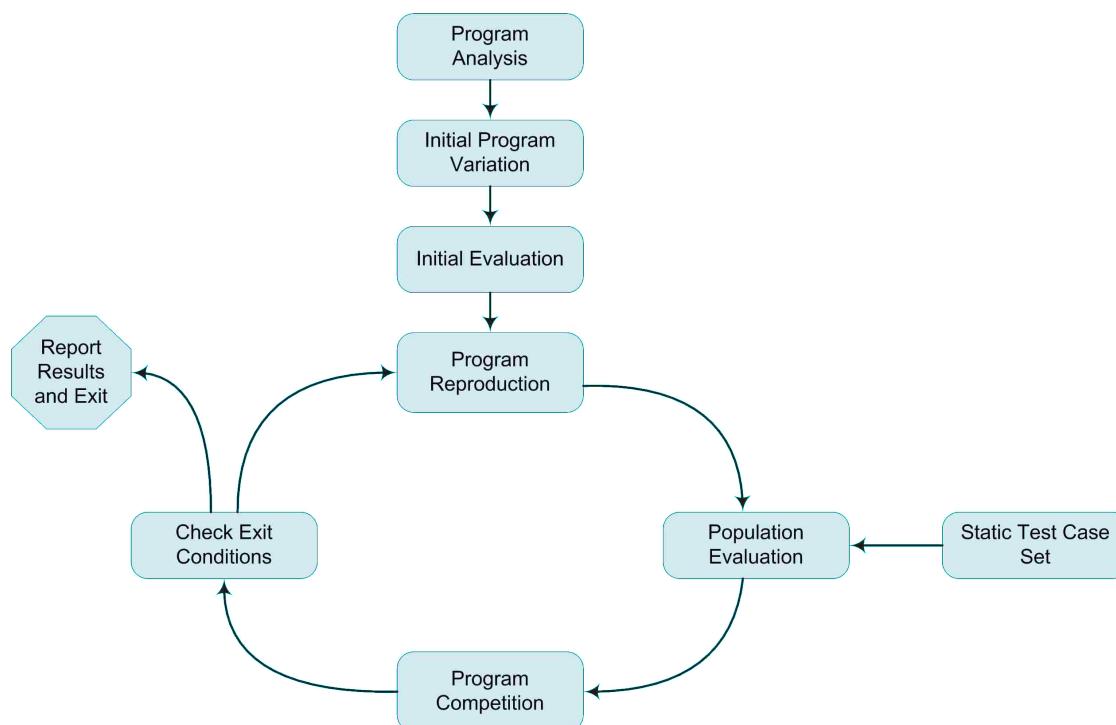 Program
Analysis
Initial Program
Variation
Initial Evaluation
Program
Reproduction
Report
Results
and Exit
Check Exit
Conditions
Population
Evaluation
Static Test Case
Set
Program
Competition